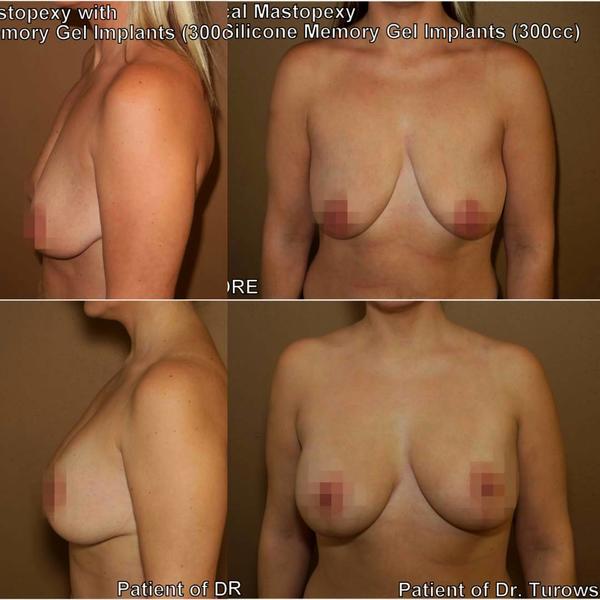 stopexy with
mory Gel Implants (300c
cal Mastopexy
Silicone Memory Gel Implants (300cc)
ORE
Patient of DR
Patient of Dr. Turows